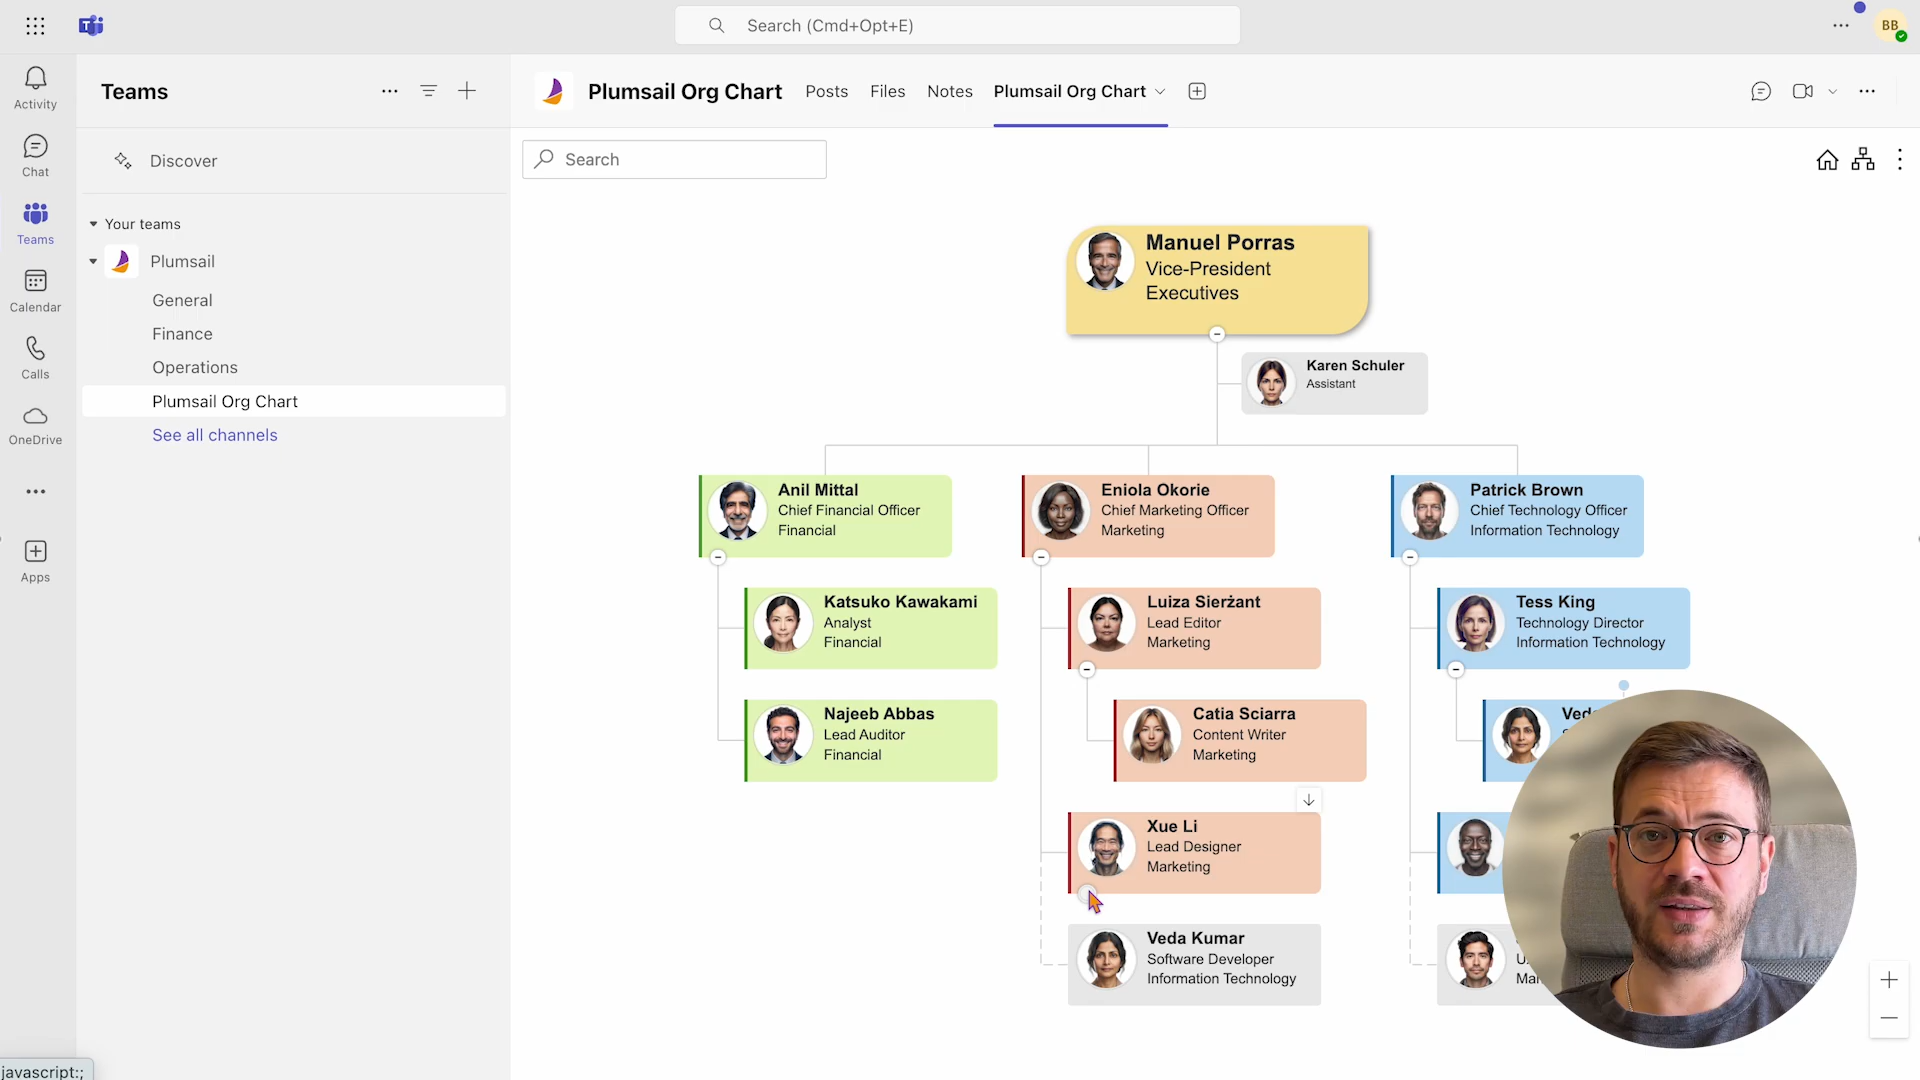 Search (Cmd+Opt+E)
BB
Activity
Chat
Teams
Calendar
Calls
OneDrive
Apps
Teams
Discover
Your teams
Plumsail
General
Finance
Operations
Plumsail Org Chart
See all channels
Plumsail Org Chart
Posts
Files
Notes
Plumsail Org Chart
Search
Manuel Porras
Vice-President
Executives
Karen Schuler
Assistant
Anil Mittal
Chief Financial Officer
Financial
Eniola Okorie
Chief Marketing Officer
Marketing
Patrick Brown
Chief Technology Officer
Information Technology
Katsuko Kawakami
Analyst
Financial
Luiza Sierżant
Lead Editor
Marketing
Tess King
Technology Director
Information Technology
Najeeb Abbas
Lead Auditor
Financial
Catia Sciarra
Content Writer
Marketing
Xue Li
Lead Designer
Marketing
Veda Kumar
Software Developer
Information Technology
javascript:;